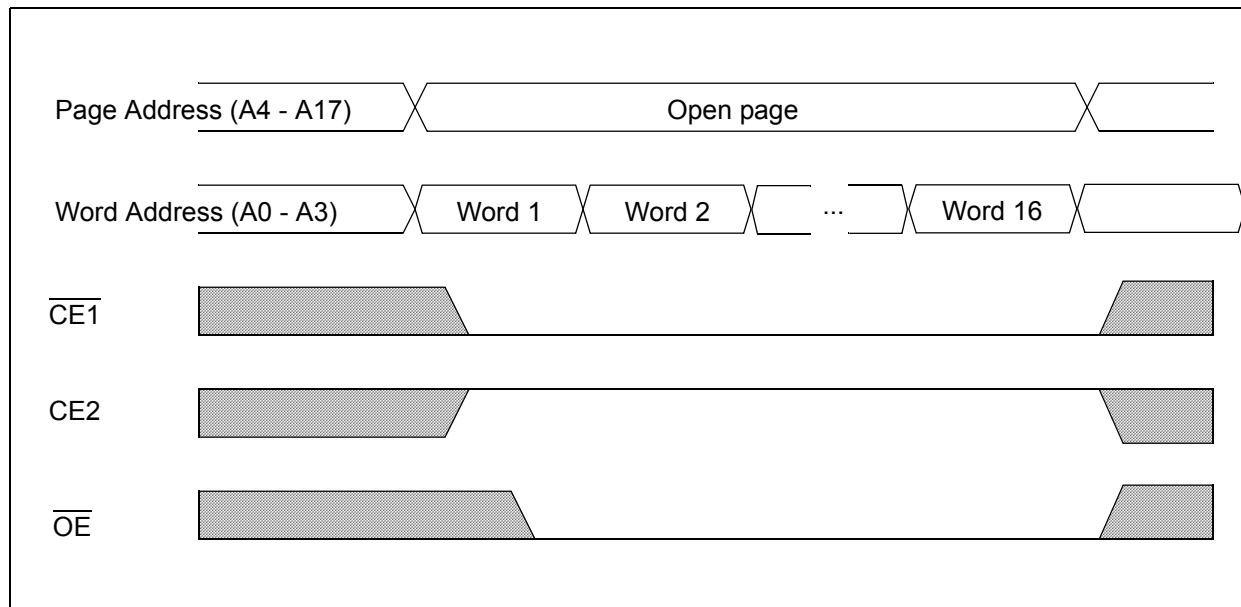 Page Address (A4 - A17)
Open page
Word Address (A0 - A3)
Word 1
Word 2
...
Word 16
CE1
CE2
OE